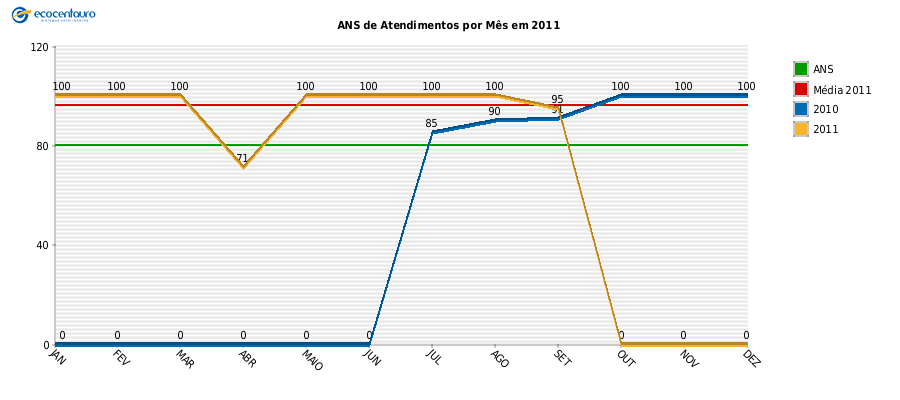 ecocentauro
ANS de Atendimentos por Mês em 2011
120
80
40
0
100 100 100 100 100 100 100 100 100
95
91
90
85
71
0 0 0 0 0 0 0 0 0
JAN FEV MAR ABR MAIO JUN JUL AGO SET OUT NOV DEZ
ANS
Média 2011
2010
2011